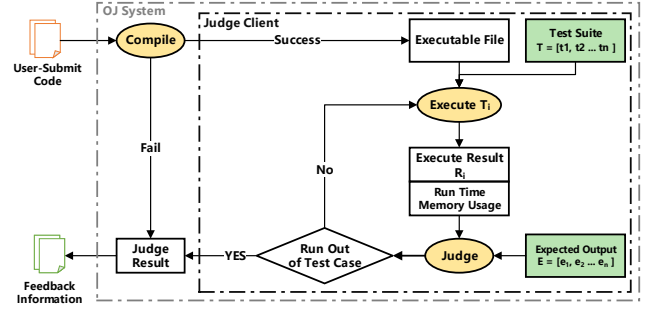 OJ System
Judge Client
User-Submit
Code
Compile
Success
Executable File
Test Suite
T = [t1, t2 ... tn ]
Execute Tᵢ
Fail
No
Execute Result
Rᵢ
Run Time
Memory Usage
Judge
Result
YES
Run Out
of Test Case
Judge
Expected Output
E = [e₁, e₂ ... eₙ ]
Feedback
Information